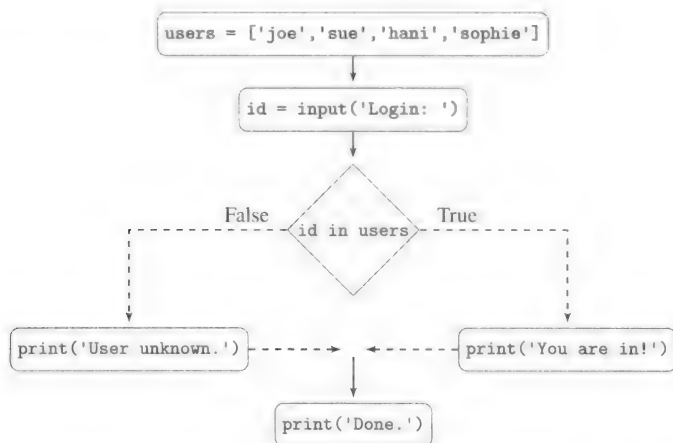 users = ['joe','sue','hani','sophie']
id = input('Login: ')
False
True
id in users
print('User unknown.')
print('You are in!')
print('Done.')